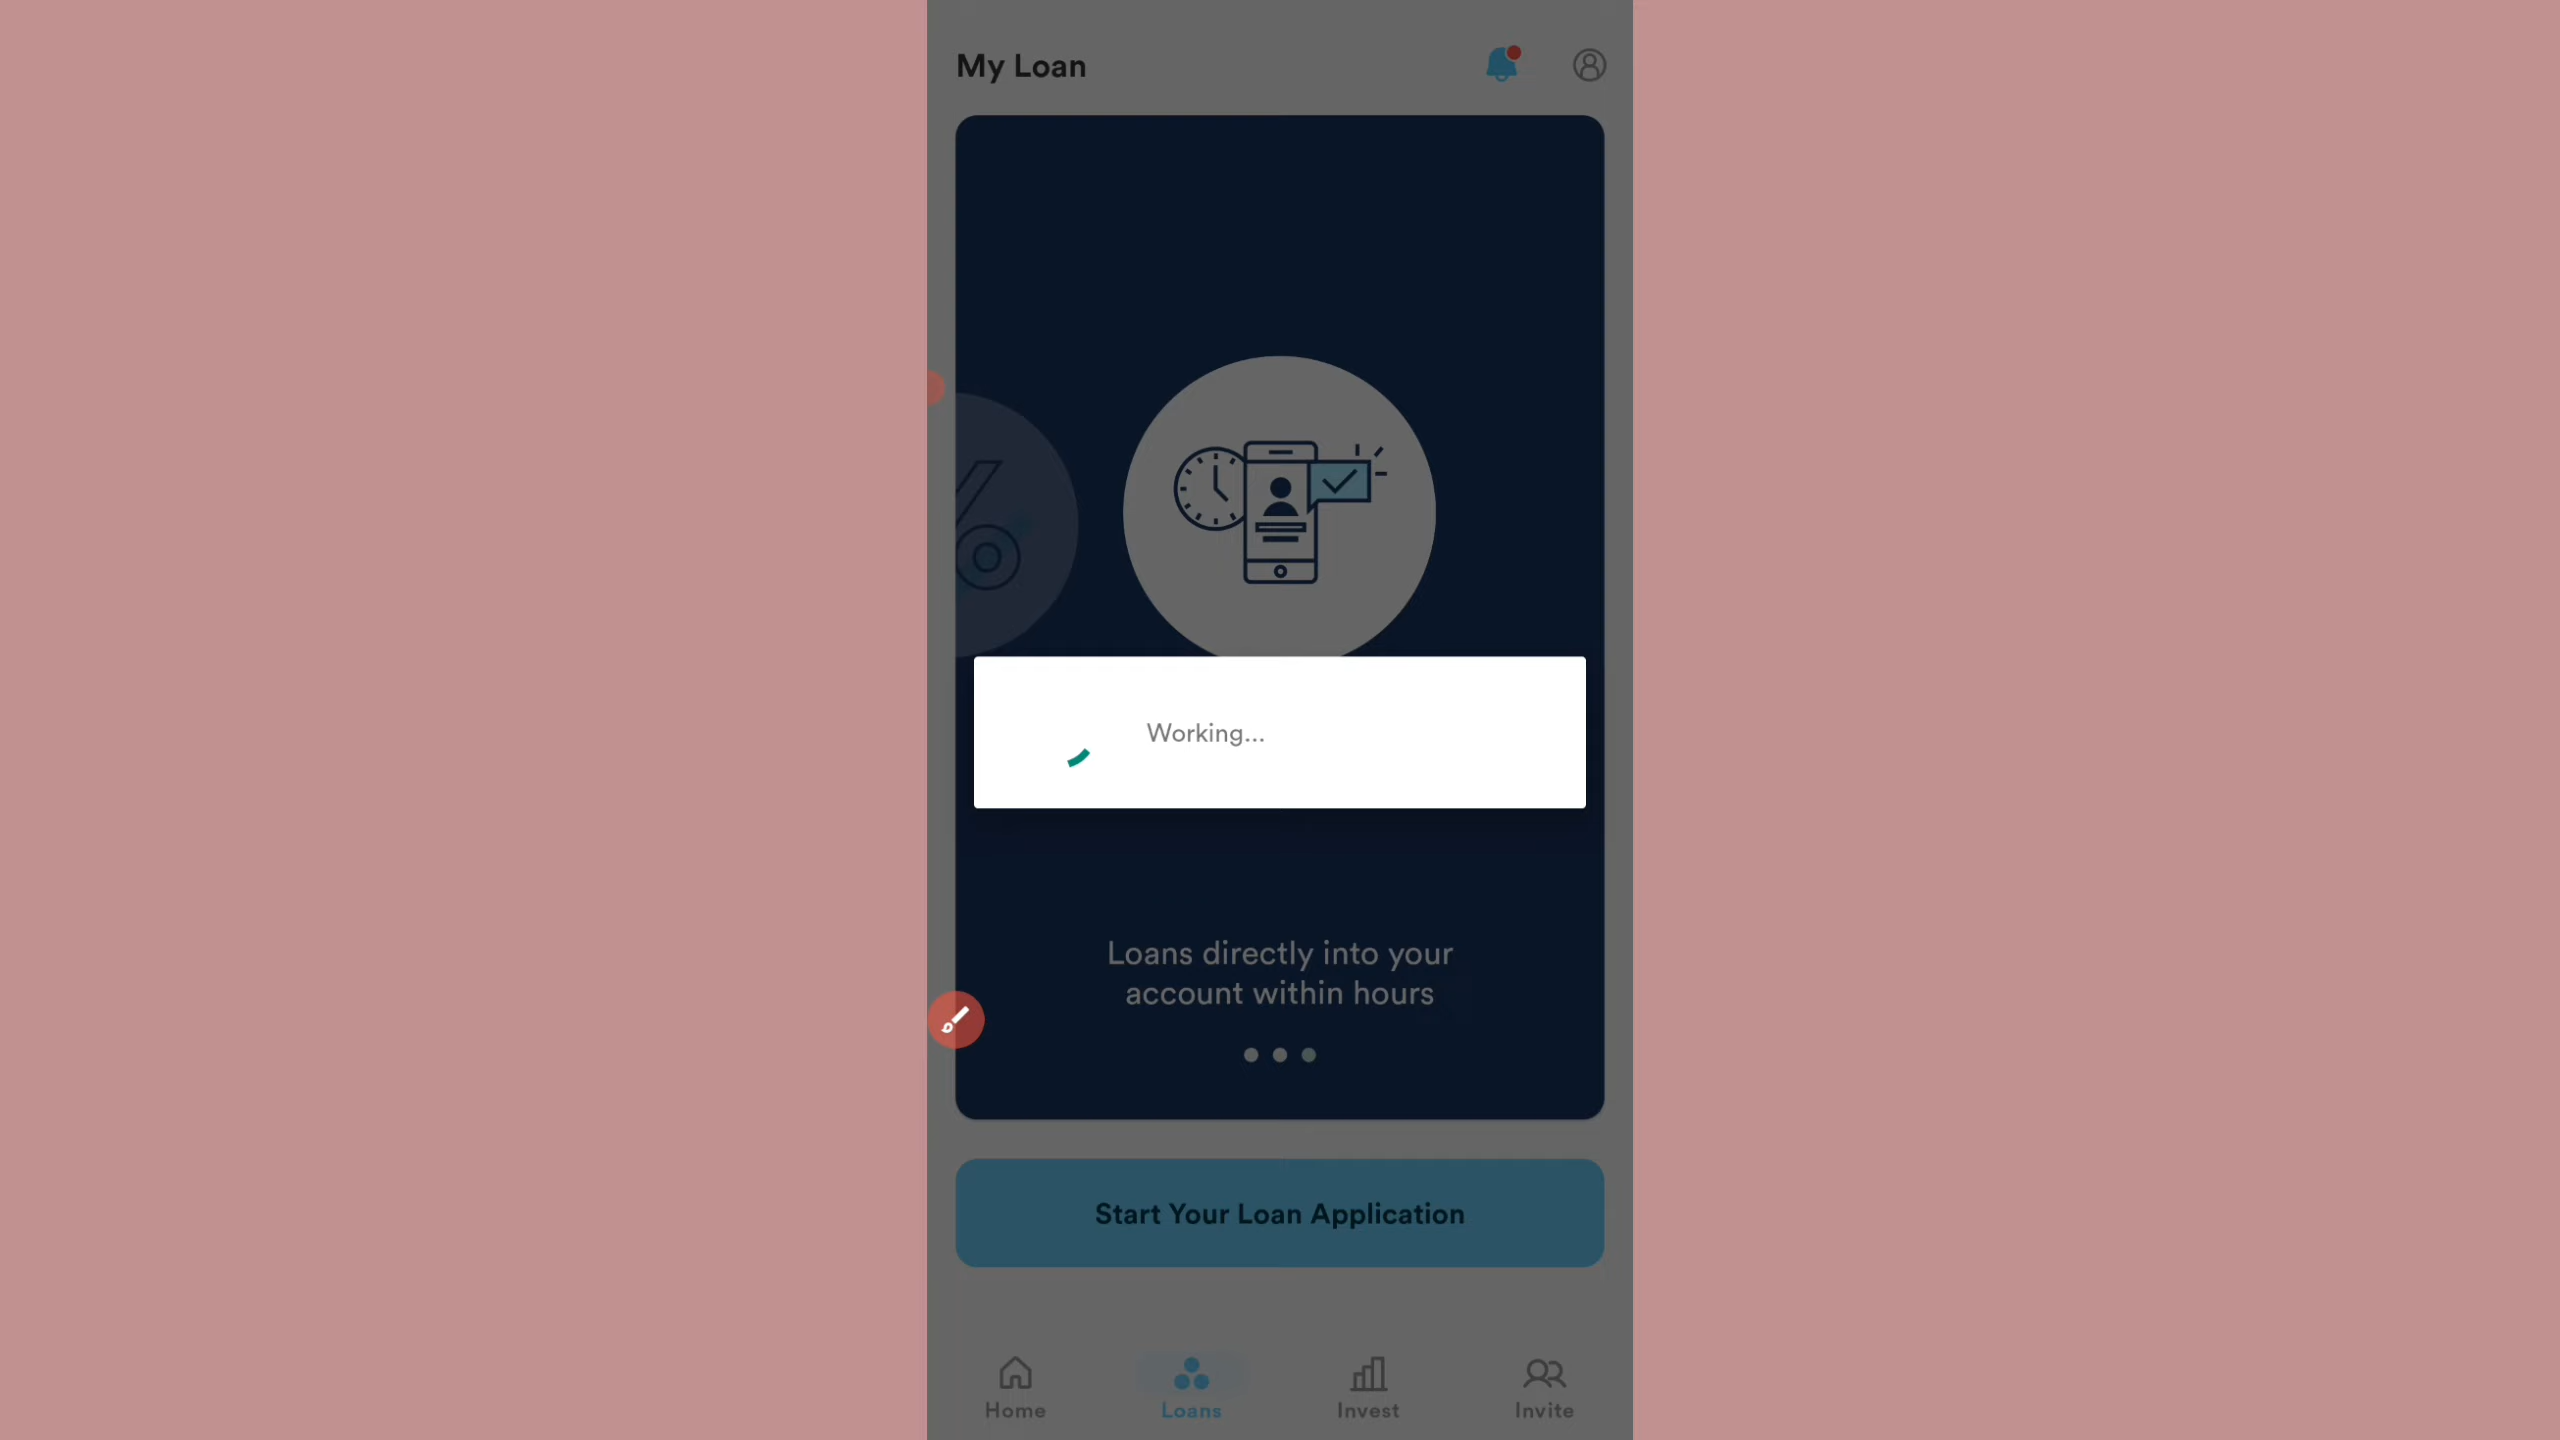 My Loan
Working...
Loans directly into your
account within hours
Start Your Loan Application
Home
Loans
Invest
Invite